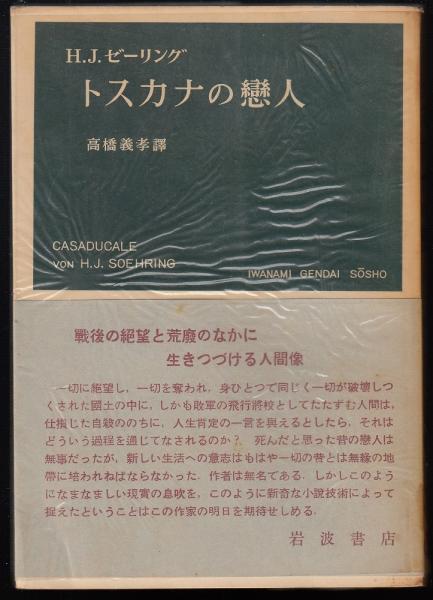 H.J.ゼーリング
トスカナの戀人
高橋義孝譯
CASADUCALE
VON H.J. SOEHRING
IWANAMI GENDAI SŌSHO
戰後の絕望と荒廢のなかに
生きつづける人間像
一切に絕望し，一切を奪われ，身ひとつで同じく一切が破壞しつ
くされた國土の中に，しかも敗軍の飛行將校としてたたずむ人間は，
仕損じた自殺ののちに，人生肯定の一言を與えるとしたら，それは
どういう過程を通じてなされるのか？ 死んだと思った昔の戀人は
無事だったが，新しい生活への意志はもはや一切の昔とは無緣の地
帶に培われねばならなかった．作者は無名である．しかしこのよう
になまなましい現實の息吹を，このように新奇な小說技術によって
捉えたということはこの作家の明日を期待せしめる．
岩波書店